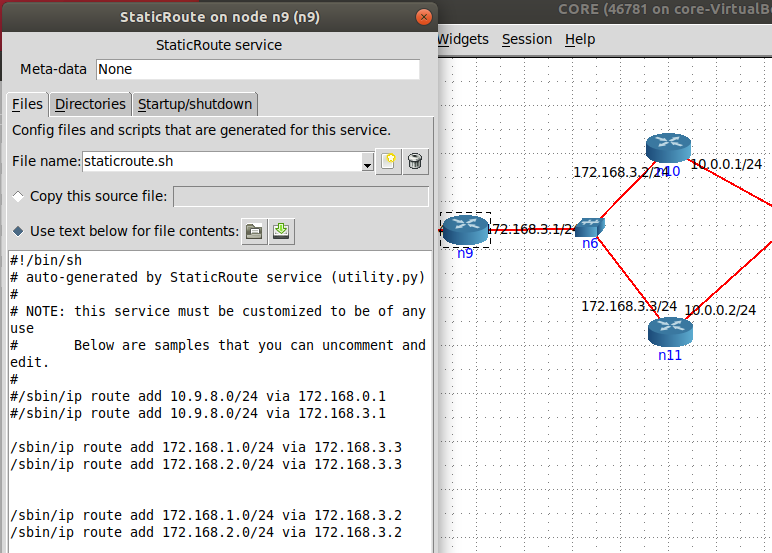 StaticRoute on node n9 (n9)
CORE (46781 on core-VirtualBo
StaticRoute service
Widgets Session Help
Meta-data None
Files Directories Startup/shutdown
Config files and scripts that are generated for this service.
File name: staticroute.sh
Copy this source file:
Use text below for file contents:
#!/bin/sh
# auto-generated by StaticRoute service (utility.py)
#
# NOTE: this service must be customized to be of any
use
#       Below are samples that you can uncomment and
edit.
#
#/sbin/ip route add 10.9.8.0/24 via 172.168.0.1
#/sbin/ip route add 10.9.8.0/24 via 172.168.3.1
/sbin/ip route add 172.168.1.0/24 via 172.168.3.3
/sbin/ip route add 172.168.2.0/24 via 172.168.3.3
/sbin/ip route add 172.168.1.0/24 via 172.168.3.2
/sbin/ip route add 172.168.2.0/24 via 172.168.3.2
172.168.3.2/24
10.0.0.1/24
n10
172.168.3.1/24
n9
n6
172.168.3.3/24
10.0.0.2/24
n11